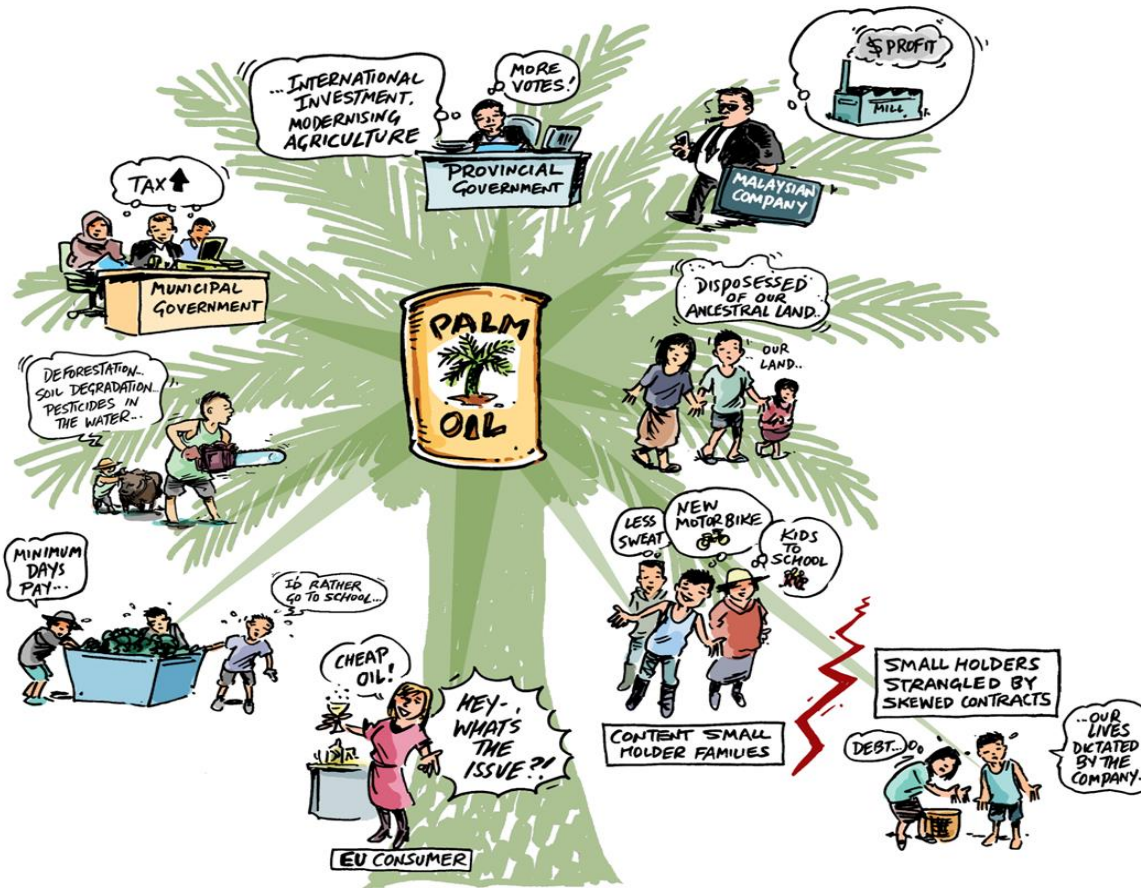 ...INTERNATIONAL
INVESTMENT,
MODERNISING
AGRICULTURE
MORE
VOTES!
PROVINCIAL
GOVERNMENT
$ PROFIT
MILL
MALAYSIAN
COMPANY
TAX
MUNICIPAL
GOVERNMENT
PALM
OIL
DISPOSESSED
OF OUR
ANCESTRAL LAND..
OUR
LAND..
DEFORESTATION...
SOIL DEGRADATION...
PESTICIDES IN
THE WATER...
MINIMUM
DAYS
PAY...
I'D RATHER
GO TO SCHOOL...
LESS
SWEAT
NEW
MOTORBIKE
KIDS
TO
SCHOOL
CONTENT SMALL
HOLDER FAMILIES
CHEAP
OIL!
HEY-,
WHATS
THE
ISSUE?!
EU CONSUMER
SMALL HOLDERS
STRANGLED BY
SKEWED CONTRACTS
DEBT...
...OUR
LIVES
DICTATED
BY THE
COMPANY..